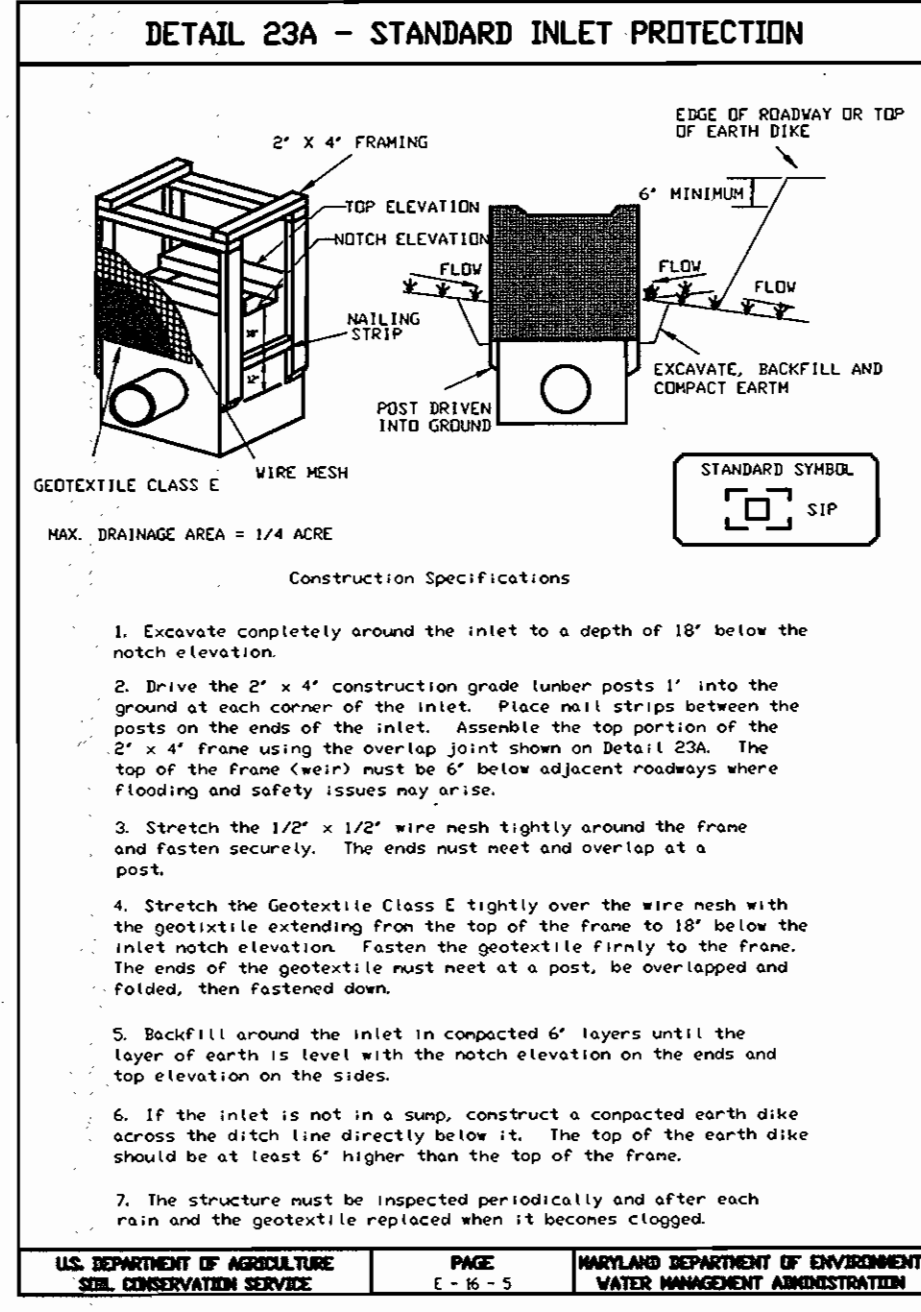 DETAIL 23A - STANDARD INLET PROTECTION
EDGE OF ROADWAY OR TOP
OF EARTH DIKE
2" X 4" FRAMING
6" MINIMUM
TOP ELEVATION
NOTCH ELEVATION
FLOW
FLOW
FLOW
18"
NAILING
STRIP
12"
EXCAVATE, BACKFILL AND
COMPACT EARTH
POST DRIVEN
INTO GROUND
WIRE MESH
GEOTEXTILE CLASS E
STANDARD SYMBOL
SIP
MAX. DRAINAGE AREA = 1/4 ACRE
Construction Specifications
1. Excavate completely around the inlet to a depth of 18" below the
notch elevation.
2. Drive the 2" x 4" construction grade lumber posts 1' into the
ground at each corner of the inlet. Place nail strips between the
posts on the ends of the inlet. Assemble the top portion of the
2" x 4" frame using the overlap joint shown on Detail 23A. The
top of the frame (weir) must be 6" below adjacent roadways where
flooding and safety issues may arise.
3. Stretch the 1/2" x 1/2" wire mesh tightly around the frame
and fasten securely. The ends must meet and overlap at a
post.
4. Stretch the Geotextile Class E tightly over the wire mesh with
the geotixtile extending from the top of the frame to 18" below the
inlet notch elevation. Fasten the geotextile firmly to the frame.
The ends of the geotextile must meet at a post, be overlapped and
folded, then fastened down.
5. Backfill around the inlet in compacted 6" layers until the
layer of earth is level with the notch elevation on the ends and
top elevation on the sides.
6. If the inlet is not in a sump, construct a compacted earth dike
across the ditch line directly below it. The top of the earth dike
should be at least 6" higher than the top of the frame.
7. The structure must be inspected periodically and after each
rain and the geotextile replaced when it becomes clogged.
U.S. DEPARTMENT OF AGRICULTURE
SOIL CONSERVATION SERVICE
PAGE
E - 16 - 5
MARYLAND DEPARTMENT OF ENVIRONMENT
WATER MANAGEMENT ADMINISTRATION